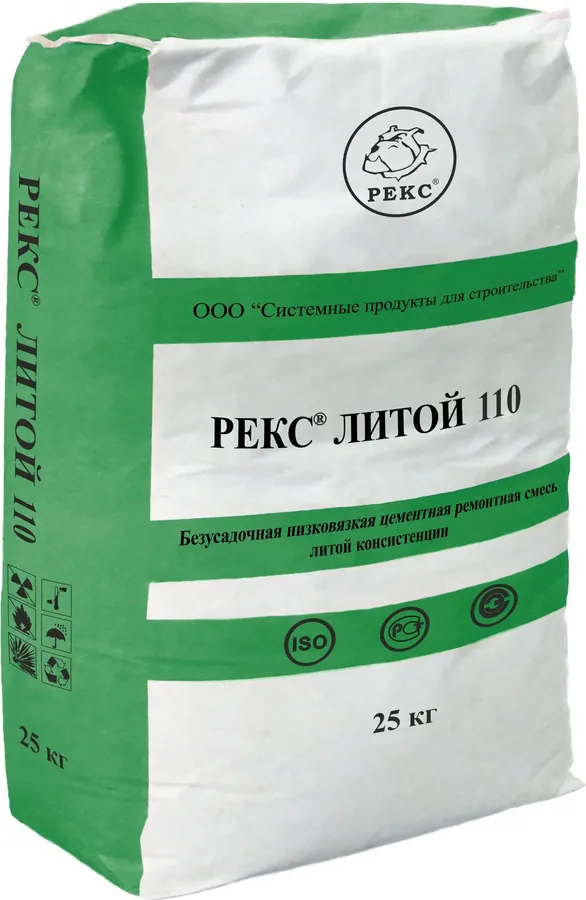 РЕКС®
ООО “Системные продукты для строительства”
РЕКС® ЛИТОЙ 110
Безусадочная низковязкая цементная ремонтная смесь
литой консистенции
ISO
РСТ
Э
25 кг
РЕКС® ЛИТОЙ 110
25 кг